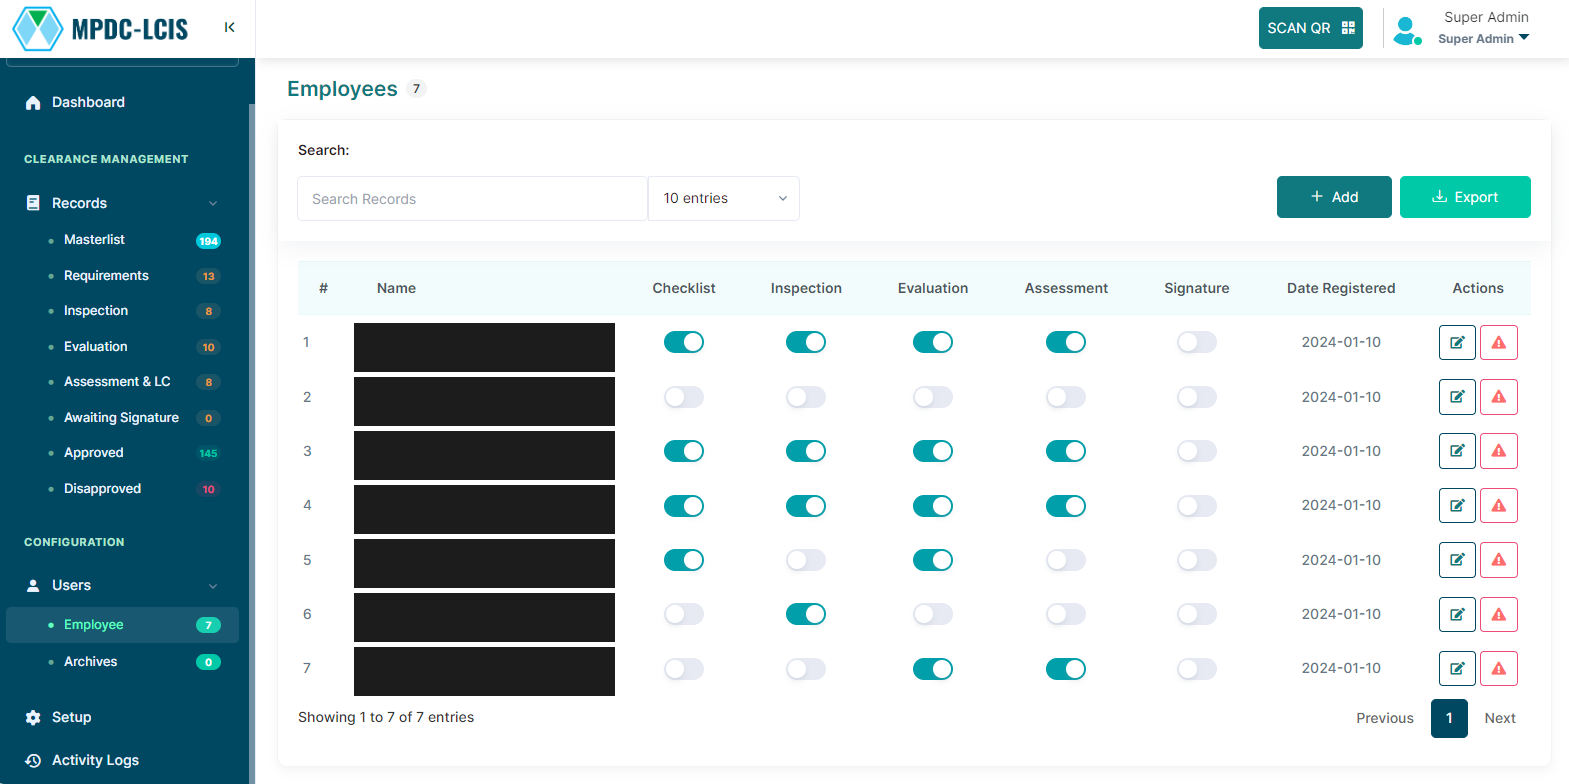 MPDC-LCIS
SCAN QR
Super Admin
Super Admin
Dashboard
CLEARANCE MANAGEMENT
Records
Masterlist 194
Requirements 13
Inspection 8
Evaluation 10
Assessment & LC 8
Awaiting Signature 0
Approved 145
Disapproved 10
CONFIGURATION
Users
Employee 7
Archives 0
Setup
Activity Logs
Employees 7
Search:
Search Records
10 entries
Add
Export
# Name Checklist Inspection Evaluation Assessment Signature Date Registered Actions
1 2024-01-10
2 2024-01-10
3 2024-01-10
4 2024-01-10
5 2024-01-10
6 2024-01-10
7 2024-01-10
Showing 1 to 7 of 7 entries
Previous 1 Next